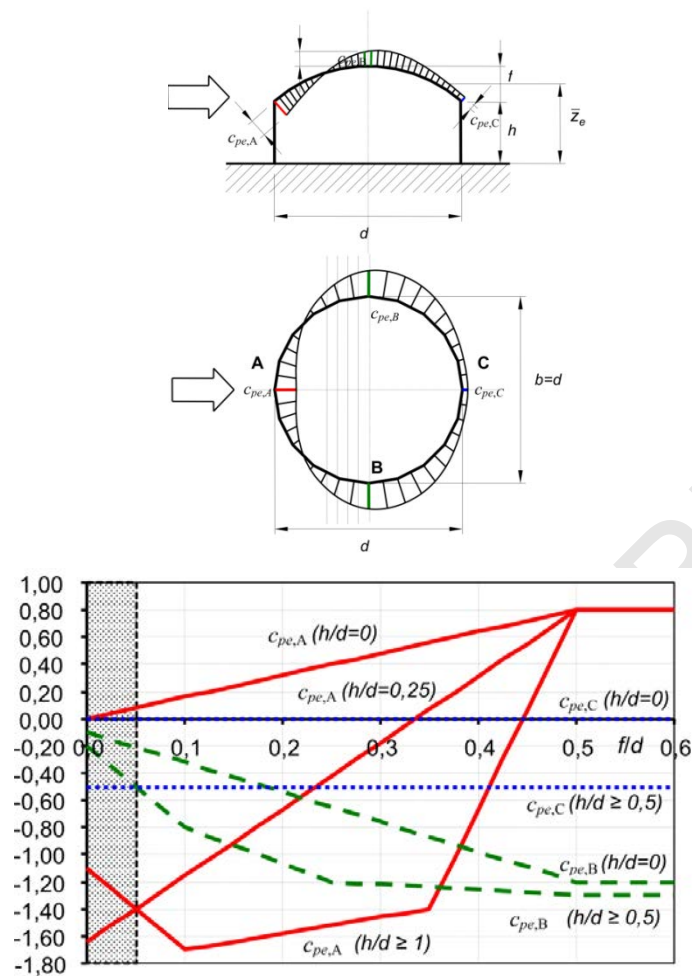 d
c_pe,B
f
c_pe,A
c_pe,C
h
z̄_e
d
c_pe,B
A
C
c_pe,A
c_pe,C
b=d
B
d
1,00
0,80
0,60
0,40
0,20
0,00
-0,20
-0,40
-0,60
-0,80
-1,00
-1,20
-1,40
-1,60
-1,80
c_pe,A (h/d=0)
c_pe,A (h/d=0,25)
c_pe,C (h/d=0)
0,0 0,1 0,2 0,3 0,4 0,5 f/d 0,6
c_pe,C (h/d ≥ 0,5)
c_pe,B (h/d=0)
c_pe,B (h/d ≥ 0,5)
c_pe,A (h/d ≥ 1)